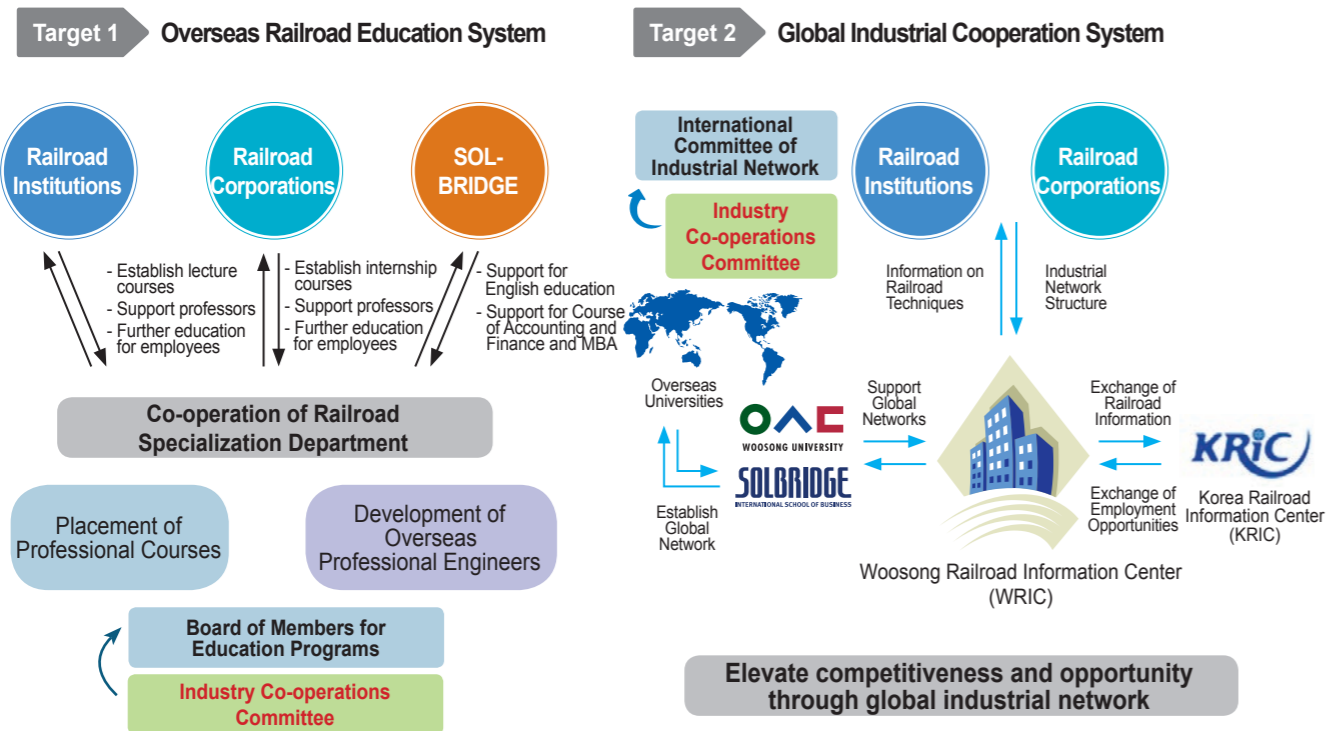 Target 1
Overseas Railroad Education System
Railroad
Institutions
Railroad
Corporations
SOL-
BRIDGE
- Establish lecture
courses
- Support professors
- Further education
for employees
- Establish internship
courses
- Support professors
- Further education
for employees
- Support for
English education
- Support for Course
of Accounting and
Finance and MBA
Co-operation of Railroad
Specialization Department
Placement of
Professional Courses
Development of
Overseas
Professional Engineers
Board of Members for
Education Programs
Industry Co-operations
Committee
Target 2
Global Industrial Cooperation System
International
Committee of
Industrial Network
Industry
Co-operations
Committee
Railroad
Institutions
Railroad
Corporations
Information on
Railroad
Techniques
Industrial
Network
Structure
Overseas
Universities
WOOSONG UNIVERSITY
SOLBRIDGE
INTERNATIONAL SCHOOL OF BUSINESS
Establish
Global
Network
Support
Global
Networks
Exchange of
Railroad
Information
Exchange of
Employment
Opportunities
KRiC
Korea Railroad
Information Center
(KRIC)
Woosong Railroad Information Center
(WRIC)
Elevate competitiveness and opportunity
through global industrial network